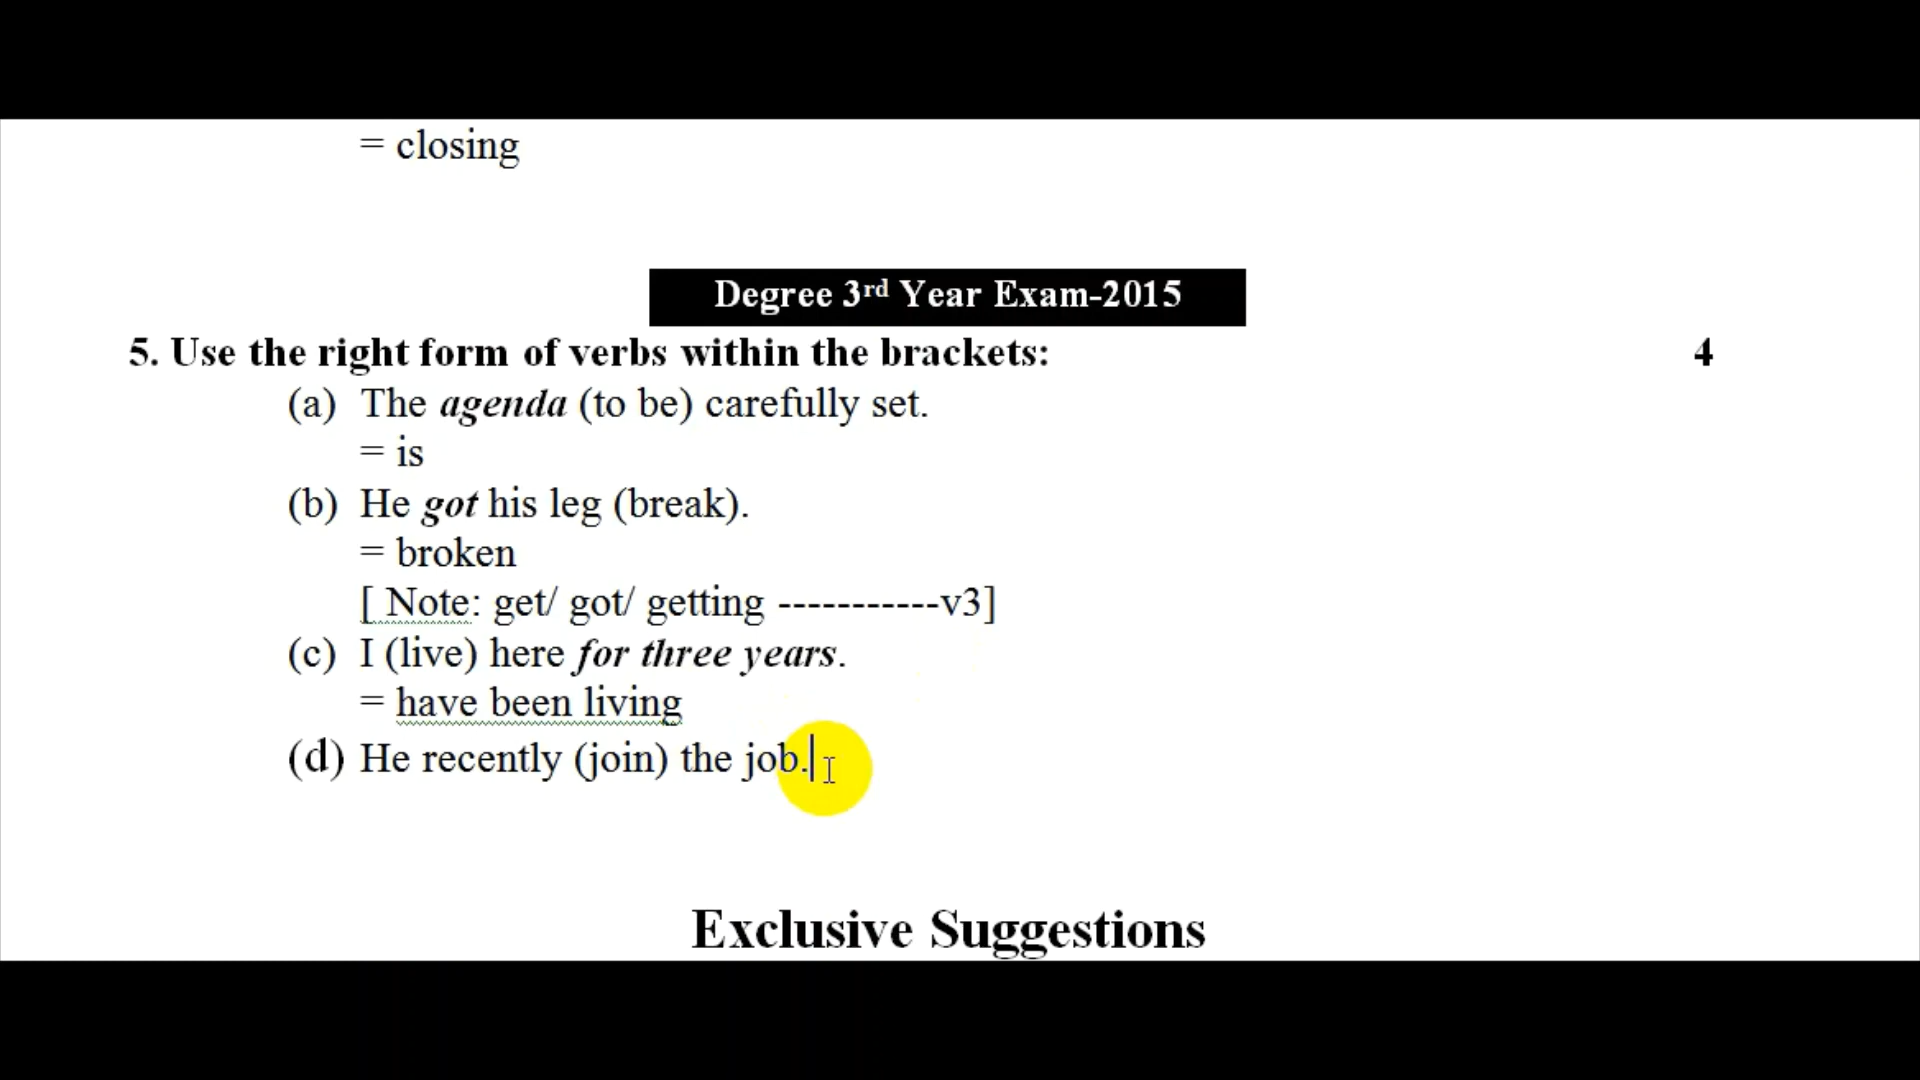 = closing
Degree 3rd Year Exam-2015
5. Use the right form of verbs within the brackets: 4
(a) The agenda (to be) carefully set.
= is
(b) He got his leg (break).
= broken
[ Note: get/ got/ getting -----------v3]
(c) I (live) here for three years.
= have been living
(d) He recently (join) the job.
Exclusive Suggestions